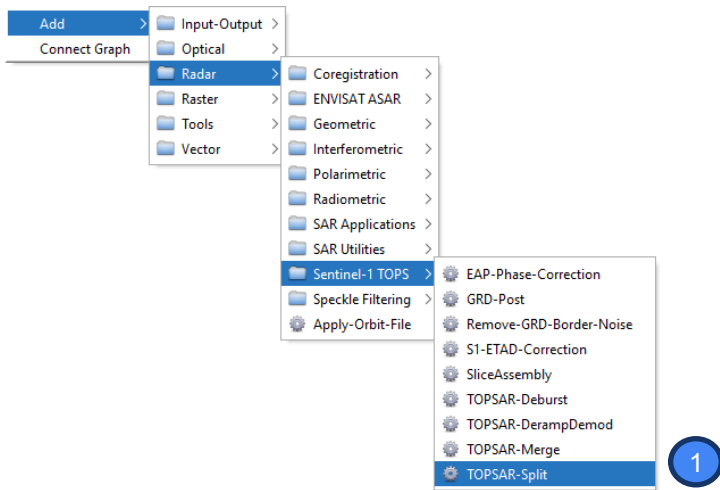 Add
Connect Graph
Input-Output
Optical
Radar
Raster
Tools
Vector
Coregistration
ENVISAT ASAR
Geometric
Interferometric
Polarimetric
Radiometric
SAR Applications
SAR Utilities
Sentinel-1 TOPS
Speckle Filtering
Apply-Orbit-File
EAP-Phase-Correction
GRD-Post
Remove-GRD-Border-Noise
S1-ETAD-Correction
SliceAssembly
TOPSAR-Deburst
TOPSAR-DerampDemod
TOPSAR-Merge
TOPSAR-Split
1